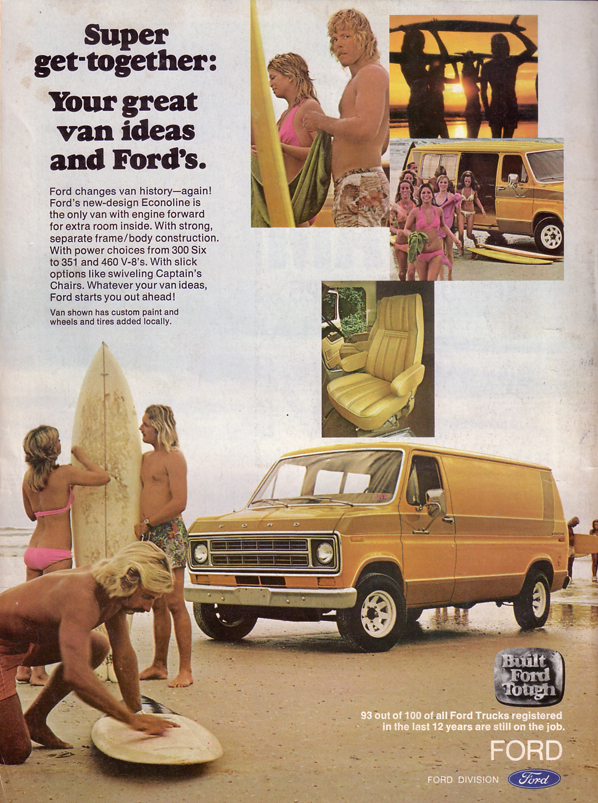 Super
get-together:
Your great
van ideas
and Ford's.
Ford changes van history—again!
Ford's new-design Econoline is
the only van with engine forward
for extra room inside. With strong,
separate frame/body construction.
With power choices from 300 Six
to 351 and 460 V-8's. With slick
options like swiveling Captain's
Chairs. Whatever your van ideas,
Ford starts you out ahead!
Van shown has custom paint and
wheels and tires added locally.
FORD
Built
Ford
Tough
93 out of 100 of all Ford Trucks registered
in the last 12 years are still on the job.
FORD
FORD DIVISION Ford